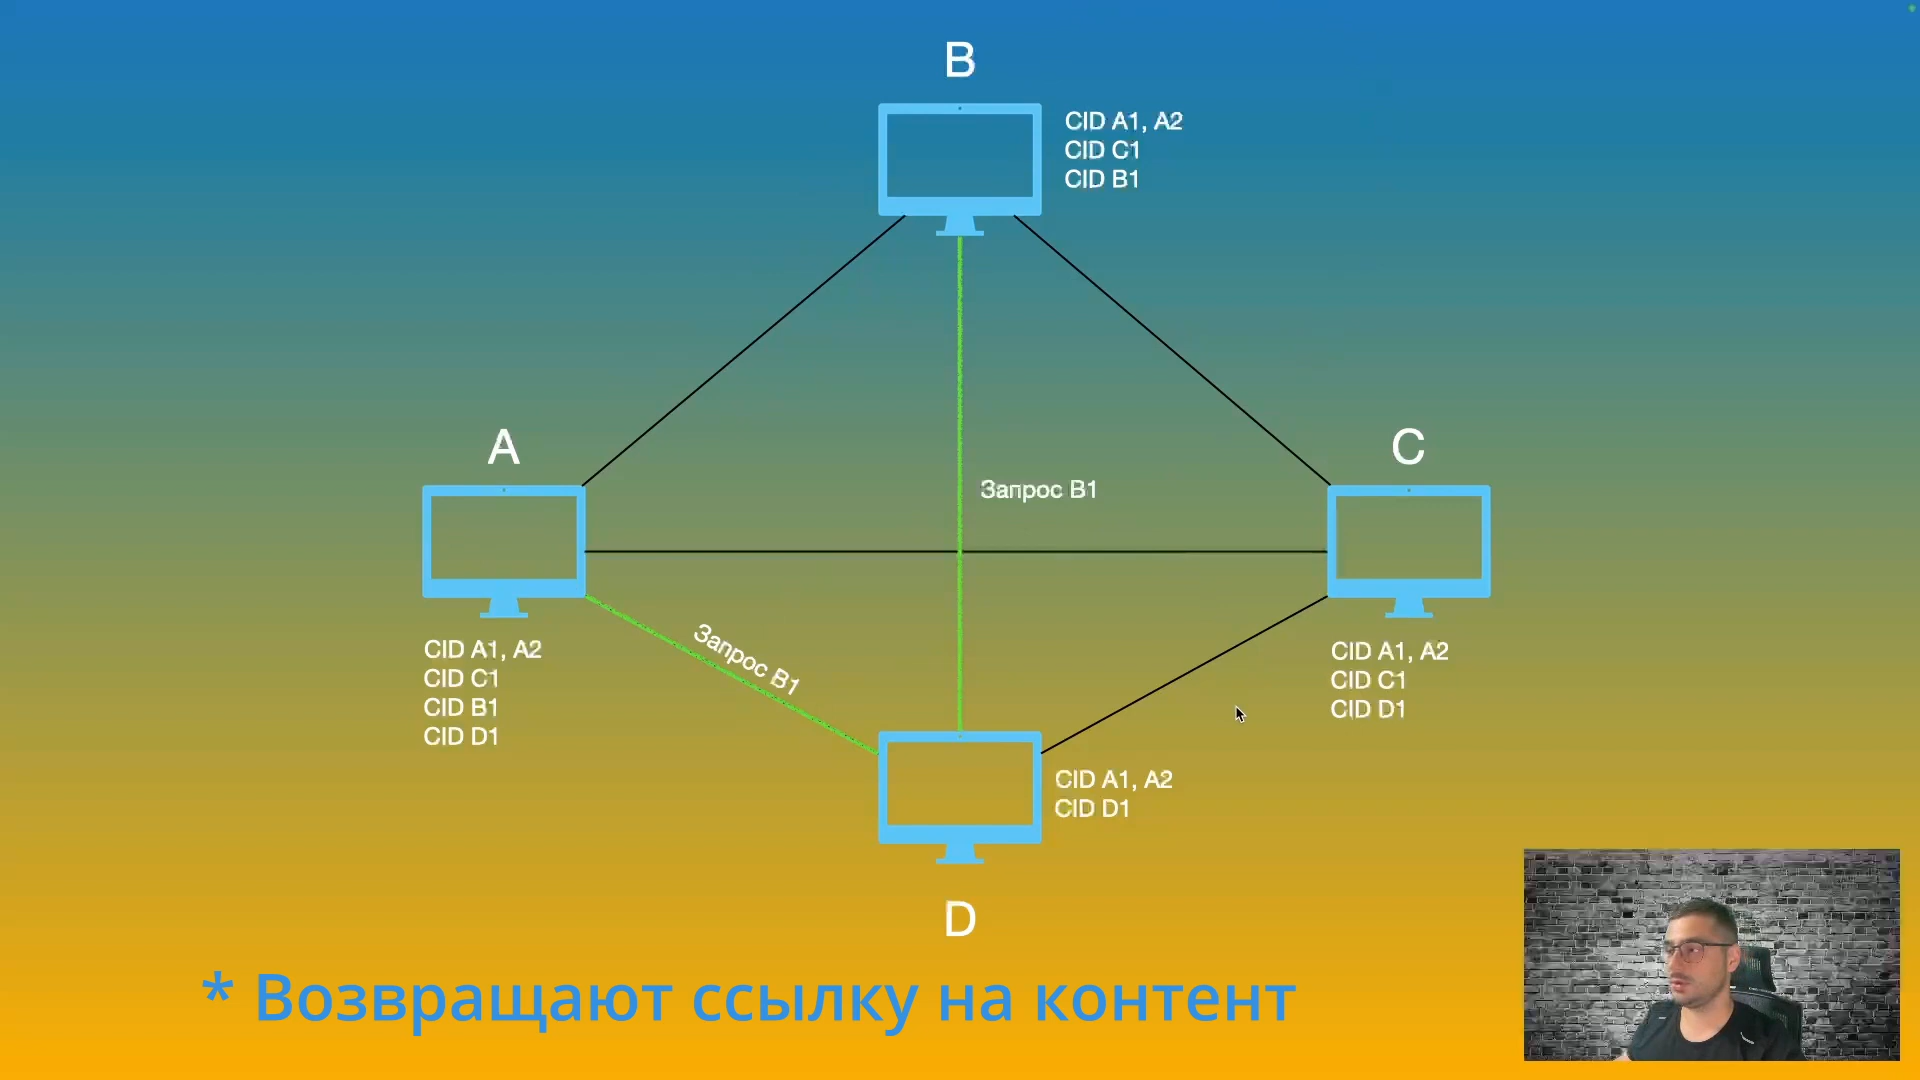 B
CID A1, A2
CID C1
CID B1
A
C
Запрос B1
Запрос B1
CID A1, A2
CID C1
CID B1
CID D1
CID A1, A2
CID C1
CID D1
CID A1, A2
CID D1
D
* Возвращают ссылку на контент